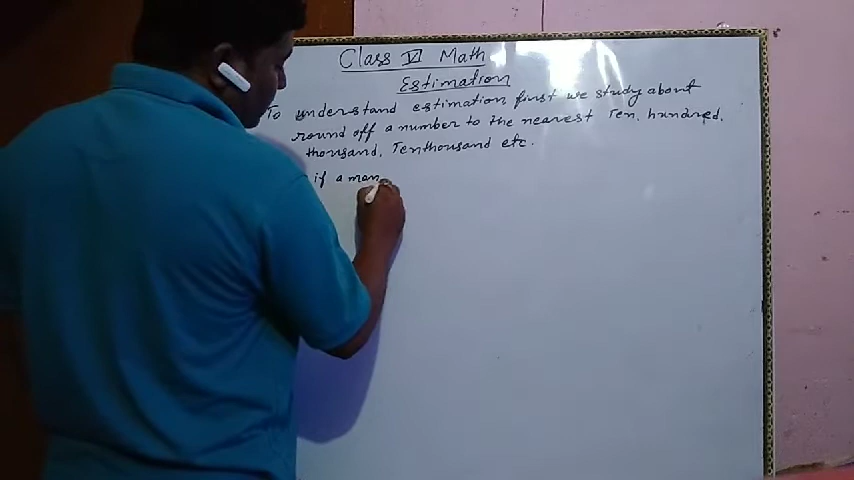 Class VI Math
Estimation
To understand estimation first we study about
round off a number to the nearest Ten, hundred,
thousand, Tenthousand etc.
if a man